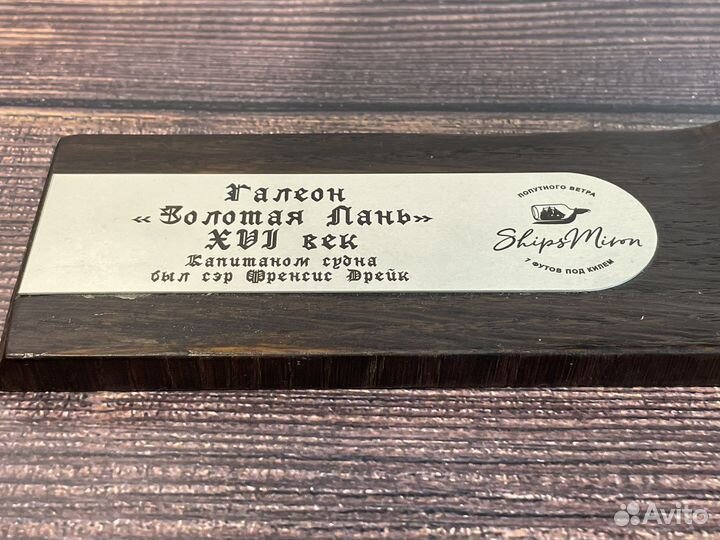 Галеон
«Золотая Лань»
XVI век
Капитаном судна
был сэр Френсис Дрейк
ПОПУТНОГО ВЕТРА
ShipsMiron
7 ФУТОВ ПОД КИЛЕМ
Avito